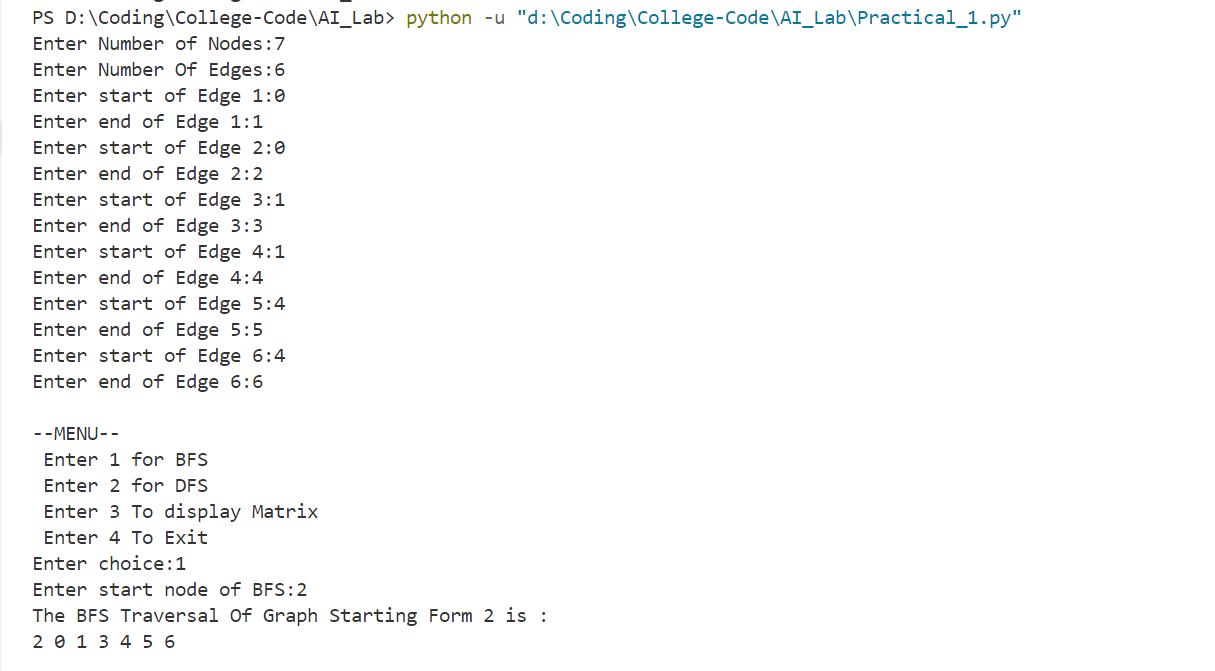 PS D:\Coding\College-Code\AI_Lab> python -u "d:\Coding\College-Code\AI_Lab\Practical_1.py"
Enter Number of Nodes:7
Enter Number Of Edges:6
Enter start of Edge 1:0
Enter end of Edge 1:1
Enter start of Edge 2:0
Enter end of Edge 2:2
Enter start of Edge 3:1
Enter end of Edge 3:3
Enter start of Edge 4:1
Enter end of Edge 4:4
Enter start of Edge 5:4
Enter end of Edge 5:5
Enter start of Edge 6:4
Enter end of Edge 6:6

--MENU--
 Enter 1 for BFS
 Enter 2 for DFS
 Enter 3 To display Matrix
 Enter 4 To Exit
Enter choice:1
Enter start node of BFS:2
The BFS Traversal Of Graph Starting Form 2 is :
2 0 1 3 4 5 6